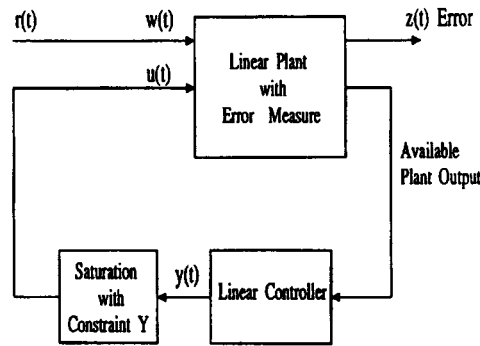 r(t)
w(t)
z(t) Error
u(t)
Linear Plant
with
Error Measure
Available
Plant Output
Saturation
with
Constraint Y
y(t)
Linear Controller